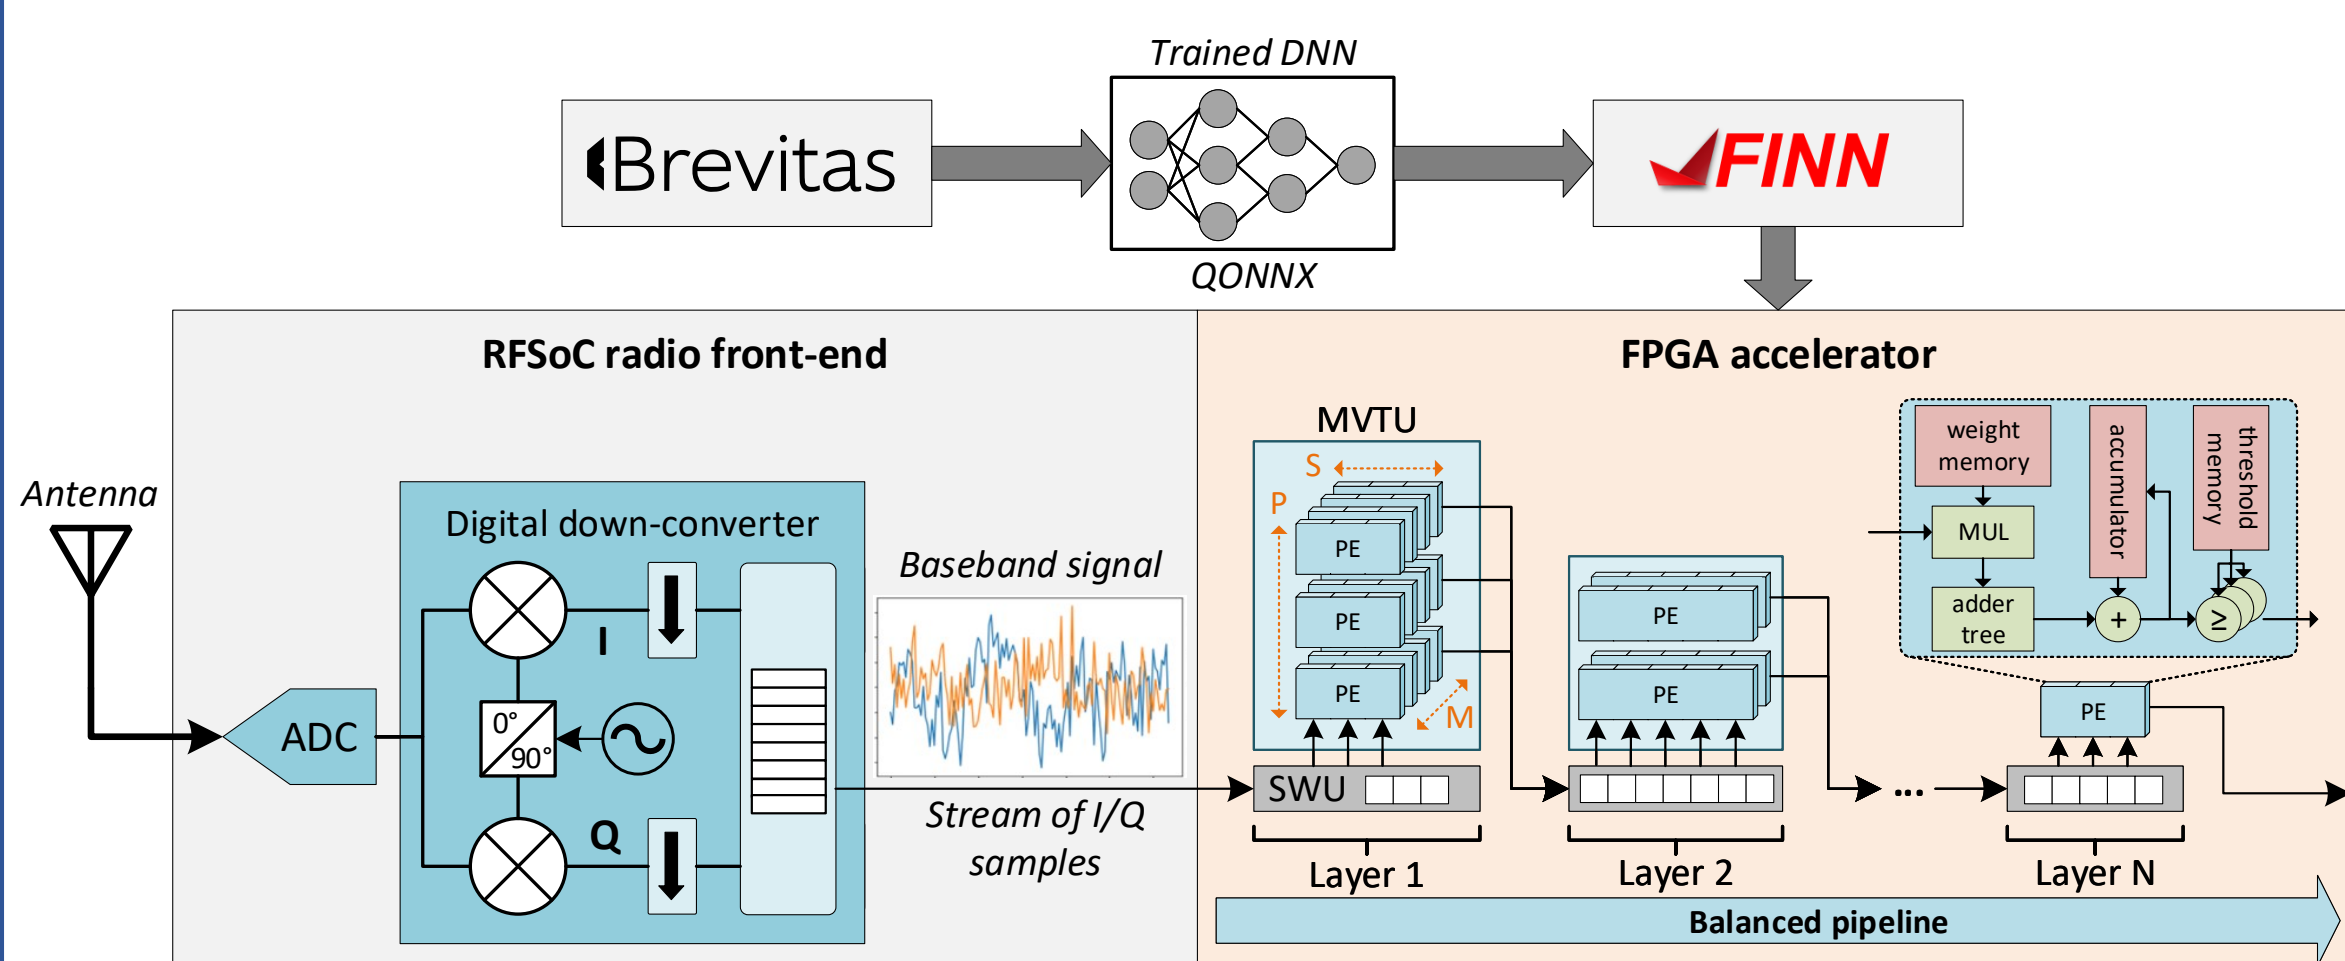 Trained DNN
Brevitas
FINN
QONNX
RFSoC radio front-end
FPGA accelerator
Antenna
ADC
Digital down-converter
I
0°
90°
Q
Baseband signal
Stream of I/Q
samples
MVTU
S
P
M
PE
PE
PE
SWU
Layer 1
PE
PE
Layer 2
...
weight
memory
MUL
adder
tree
accumulator
+
threshold
memory
≥
PE
Layer N
Balanced pipeline